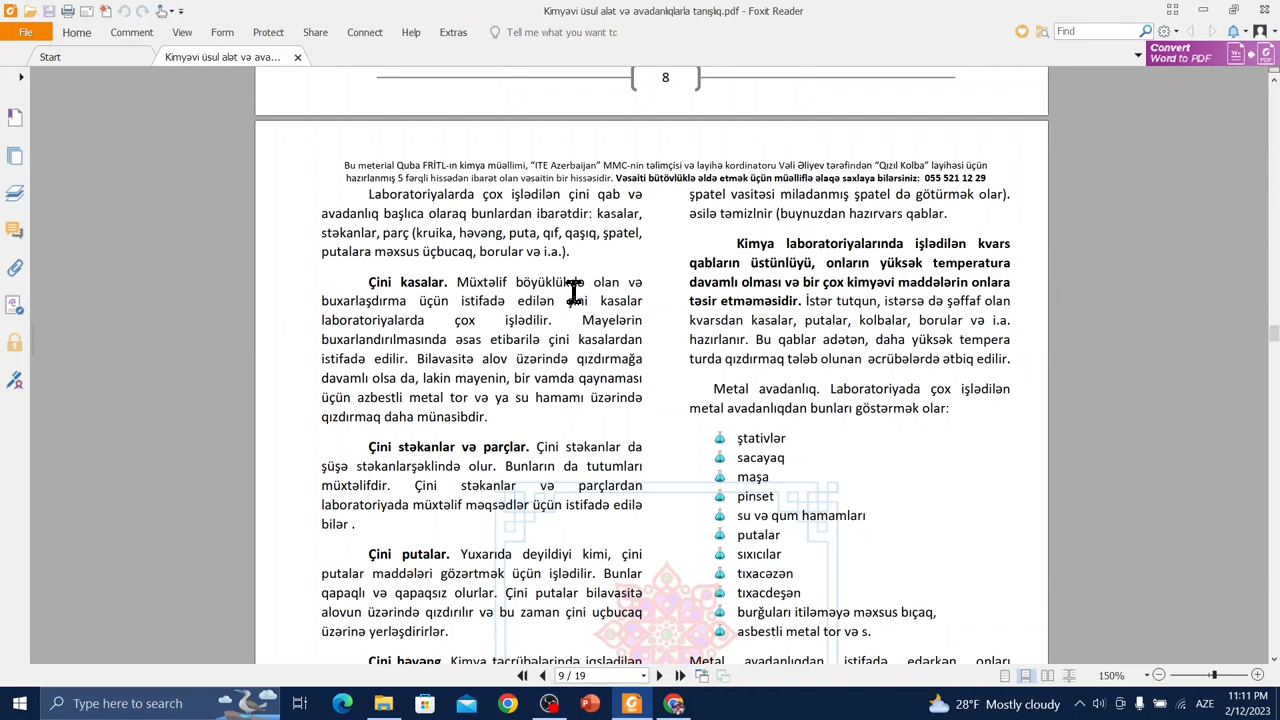 Kimyəvi üsul alət və avadanlıqlarla tanışlıq.pdf - Foxit Reader
File Home Comment View Form Protect Share Connect Help Extras Tell me what you want to
Find
Start
Kimyəvi üsul alət və ava...
Convert
Word to PDF
8
Bu meterial Quba FRİTL-ın kimya müəllimi, “ITE Azerbaijan” MMC-nin təlimçisi və layihə kordinatoru Vəli Əliyev tərəfindən “Qızıl Kolba” layihəsi üçün
hazırlanmış 5 fərqli hissədən ibarət olan vəsaitin bir hissəsidir. Vəsaiti bütövlüklə əldə etmək üçün müəlliflə əlaqə saxlaya bilərsiniz: 055 521 12 29
Laboratoriyalarda çox işlədilən çini qab və
avadanlıq başlıca olaraq bunlardan ibarətdir: kasalar,
stəkanlar, parç (kruika, həvəng, puta, qıf, qaşıq, şpatel,
putalara məxsus üçbucaq, borular və i.a.).
Çini kasalar. Müxtəlif böyüklükdə olan və
buxarlaşdırma üçün istifadə edilən çini kasalar
laboratoriyalarda çox işlədilir. Mayelərin
buxarlandırılmasında əsas etibarilə çini kasalardan
istifadə edilir. Bilavasitə alov üzərində qızdırmağa
davamlı olsa da, lakin mayenin, bir vamda qaynaması
üçün azbestli metal tor və ya su hamamı üzərində
qızdırmaq daha münasibdir.
Çini stəkanlar və parçlar. Çini stəkanlar da
şüşə stəkanlarşəklində olur. Bunların da tutumları
müxtəlifdir. Çini stəkanlar və parçlardan
laboratoriyada müxtəlif məqsədlər üçün istifadə edilə
bilər .
Çini putalar. Yuxarıda deyildiyi kimi, çini
putalar maddələri gözərtmək üçün işlədilir. Bunlar
qapaqlı və qapaqsız olurlar. Çini putalar bilavasitə
alovun üzərində qızdırılır və bu zaman çini uçbucaq
üzərinə yerləşdirirlər.
Çini həvəng. Kimya təcrübələrində işəlidilən
şpatel vasitəsi miladanmış şpatel də götürmək olar).
əsilə təmizlnir (buynuzdan hazırvars qablar.
Kimya laboratoriyalarında işlədilən kvars
qabların üstünlüyü, onların yüksək temperatura
davamlı olması və bir çox kimyəvi maddələrin onlara
təsir etməməsidir. İstər tutqun, istərsə də şəffaf olan
kvarsdan kasalar, putalar, kolbalar, borular və i.a.
hazırlanır. Bu qablar adətən, daha yüksək tempera
turda qızdırmaq tələb olunan əcrübələrdə ətbiq edilir.
Metal avadanlıq. Laboratoriyada çox işlədilən
metal avadanlıqdan bunları göstərmək olar:
ştativlər
sacayaq
maşa
pinset
su və qum hamamları
putalar
sıxıcılar
tıxacəzən
tıxacdeşən
burğuları itiləməyə məxsus bıçaq,
asbestli metal tor və s.
Metal avadanlıqdan istifadə edərkən onları
9 / 19
150%
Type here to search
28°F Mostly cloudy
AZE
11:11 PM
2/12/2023